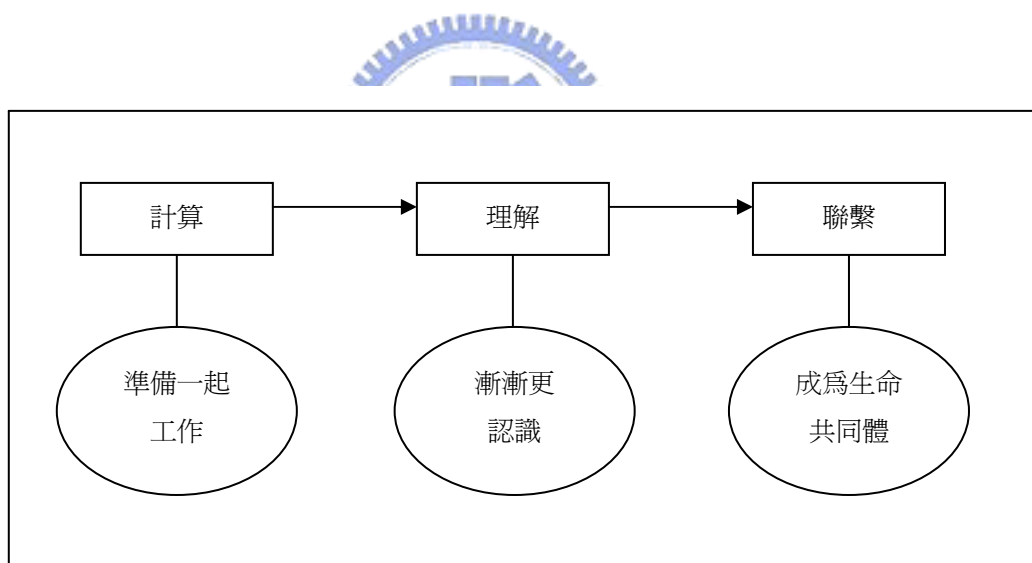 計算
理解
聯繫
準備一起
工作
漸漸更
認識
成爲生命
共同體